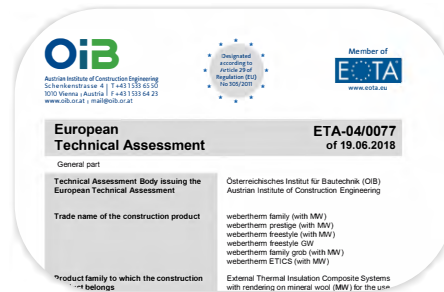 OiB
Austrian Institute of Construction Engineering
Schenkenstrasse 4 | T+43 1 533 65 50
1010 Vienna | Austria | F+43 1 533 64 23
www.oib.or.at | mail@oib.or.at
Designated
according to
Article 29 of
Regulation (EU)
No 305/2011
Member of
EOTA
www.eota.eu
European
Technical Assessment
ETA-04/0077
of 19.06.2018
General part
Technical Assessment Body issuing the
European Technical Assessment
Österreichisches Institut für Bautechnik (OIB)
Austrian Institute of Construction Engineering
Trade name of the construction product
webertherm family (with MW)
webertherm prestige (with MW)
webertherm freestyle (with MW)
webertherm freestyle GW
webertherm family grob (with MW)
webertherm ETICS (with MW)
Product family to which the construction
belongs
External Thermal Insulation Composite Systems
with rendering on mineral wool (MW) for the use